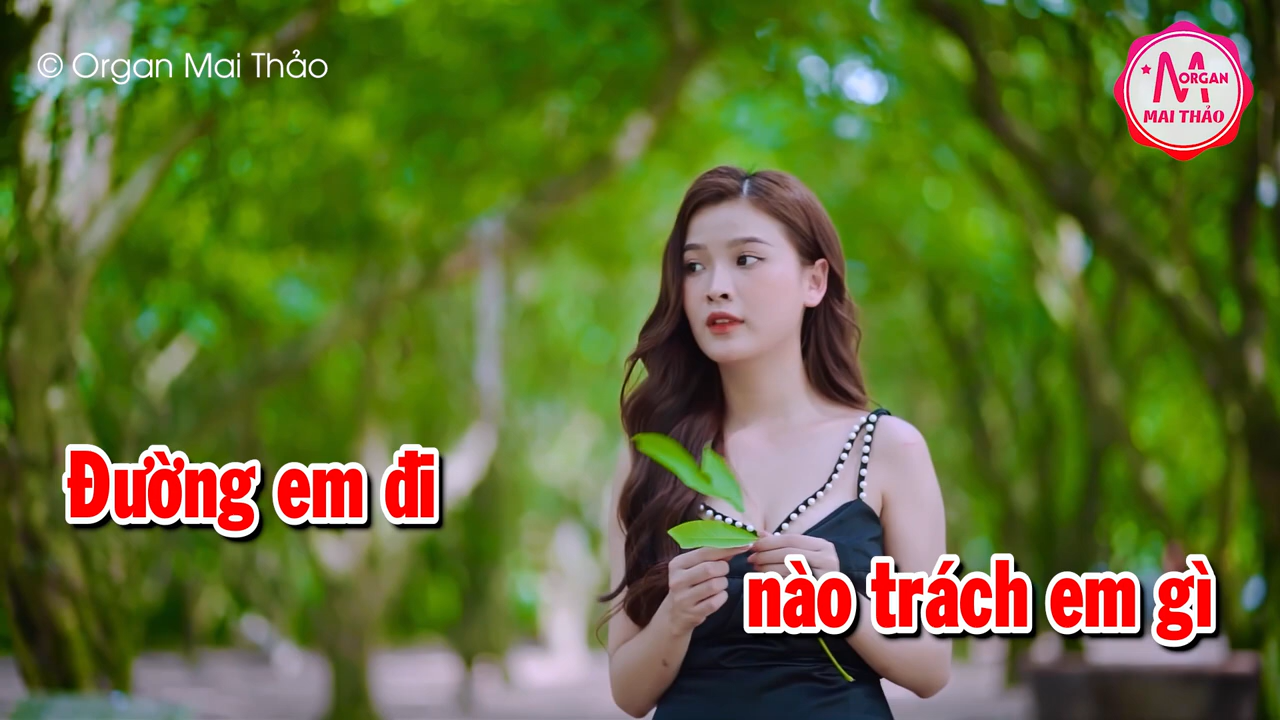 © Organ Mai Thảo
M ORGAN
MAI THẢO
Đường em đi
nào trách em gì